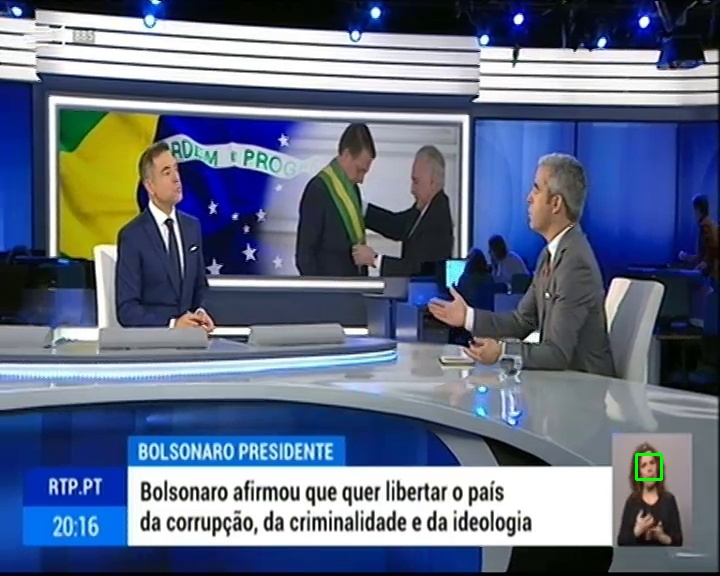 RDEM E PROG
BOLSONARO PRESIDENTE
RTP.PT
Bolsonaro afirmou que quer libertar o país
20:16
da corrupção, da criminalidade e da ideologia